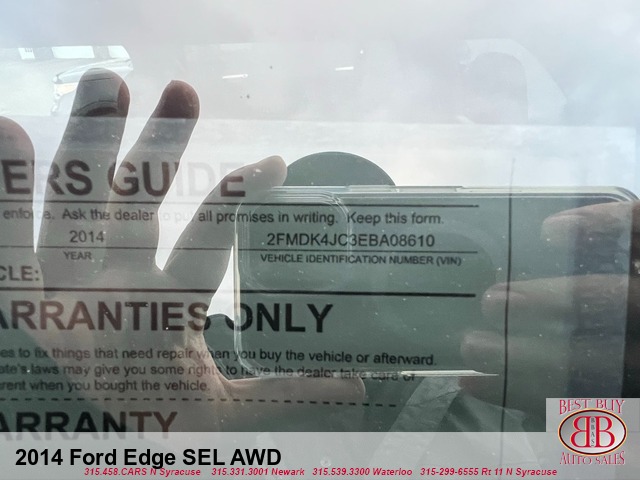 ERS GUIDE
enforce. Ask the dealer to put all promises in writing. Keep this form.
2014 2FMDK4JC3EBA08610
YEAR VEHICLE IDENTIFICATION NUMBER (VIN)
CLE:
ARRANTIES ONLY
es to fix things that need repair when you buy the vehicle or afterward.
te's laws may give you some rights to have the dealer take care of
rent when you bought the vehicle.
ARRANTY
BEST BUY
BB
AUTO SALES
2014 Ford Edge SEL AWD
315.458.CARS N Syracuse 315.331.3001 Newark 315.539.3300 Waterloo 315-299-6555 Rt 11 N Syracuse